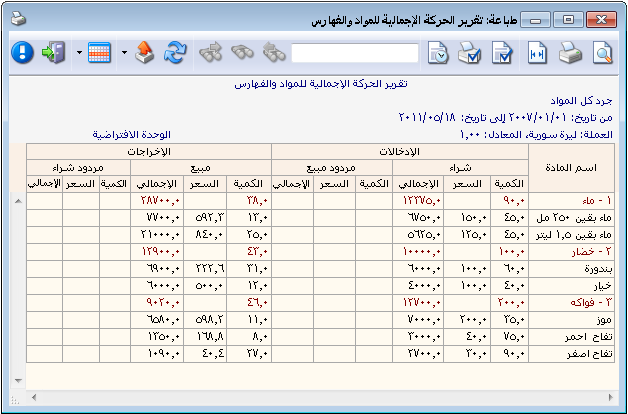 طباعة: تقرير الحركة الإجمالية للمواد والفهارس
تقرير الحركة الإجمالية للمواد والفهارس
جرد كل المواد
من تاريخ: ٢٠٠٧/٠١/٠١ إلى تاريخ: ٢٠١١/٠٥/١٨
العملة: ليرة سورية، المعادل: ١,٠٠ الوحدة الافتراضية
اسم المادة الإدخالات الإخراجات
شراء مردود مبيع مبيع مردود شراء
الكمية السعر الإجمالي الكمية السعر الإجمالي الكمية السعر الإجمالي الكمية السعر الإجمالي
١ - ماء ٩٠,٠ ١٢٣٧٥,٠ ٣٨,٠ ٢٨٧٠٠,٠
ماء بقين ٢٥٠ مل ٤٥,٠ ١٥٠,٠ ٦٧٥٠,٠ ١٣,٠ ٥٩٢,٣ ٧٧٠٠,٠
ماء بقين ١,٥ ليتر ٤٥,٠ ١٢٥,٠ ٥٦٢٥,٠ ٢٥,٠ ٨٤٠,٠ ٢١٠٠٠,٠
٢ - خضار ١٠٠,٠ ١٠٠٠٠,٠ ٤٣,٠ ١٢٩٠٠,٠
بندورة ٦٠,٠ ١٠٠,٠ ٦٠٠٠,٠ ٣١,٠ ٢٢٢,٦ ٦٩٠٠,٠
خيار ٤٠,٠ ١٠٠,٠ ٤٠٠٠,٠ ١٢,٠ ٥٠٠,٠ ٦٠٠٠,٠
٣ - فواكه ٢٠٠,٠ ١٢٧٠٠,٠ ٤٦,٠ ٩٠٢٠,٠
موز ٣٥,٠ ٢٠٠,٠ ٧٠٠٠,٠ ١١,٠ ٥٩٨,٢ ٦٥٨٠,٠
تفاح احمر ٧٥,٠ ٤٠,٠ ٣٠٠٠,٠ ٨,٠ ١٦٨,٨ ١٣٥٠,٠
تفاح اصفر ٩٠,٠ ٣٠,٠ ٢٧٠٠,٠ ٢٧,٠ ٤٠,٤ ١٠٩٠,٠